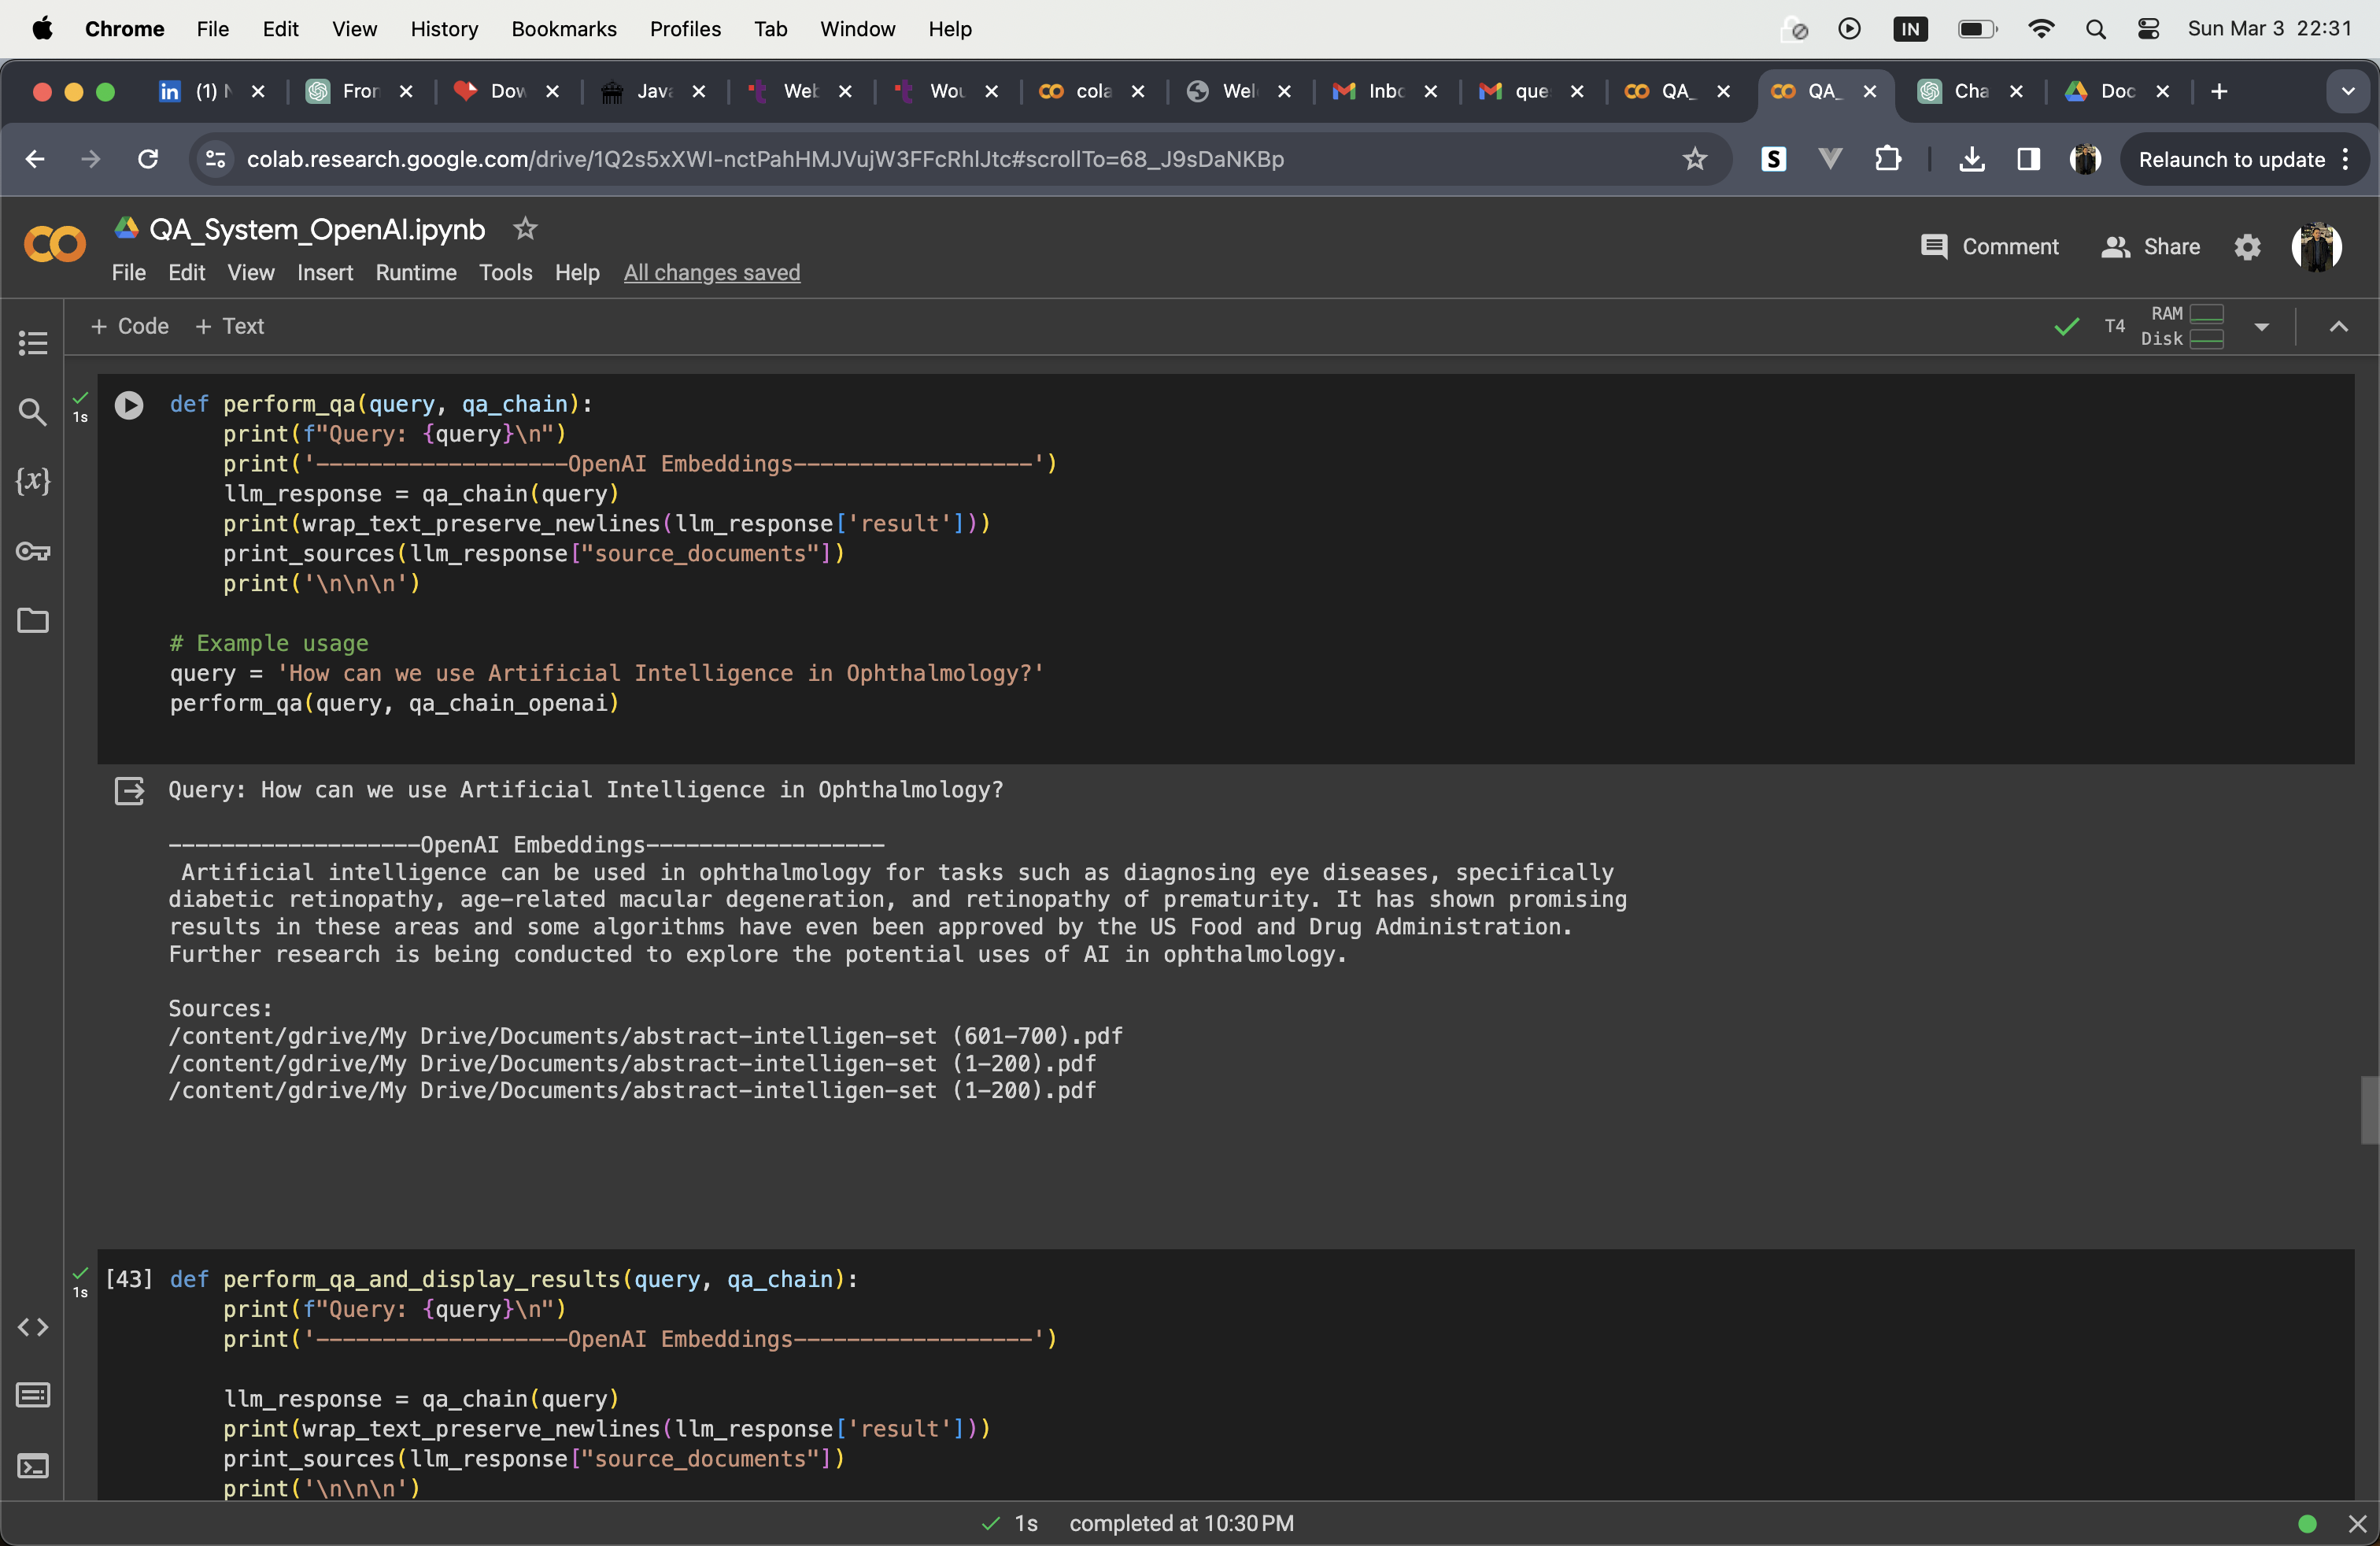 Chrome File Edit View History Bookmarks Profiles Tab Window Help IN Sun Mar 3 22:31
in (1) N Fron Dow Java Web Wou cola Wel Inbo que QA_ QA_ Cha Doc
colab.research.google.com/drive/1Q2s5xXWI-nctPahHMJVujW3FFcRhlJtc#scrollTo=68_J9sDaNKBp S Relaunch to update
QA_System_OpenAI.ipynb
Comment Share
File Edit View Insert Runtime Tools Help All changes saved
+ Code + Text T4 RAM
Disk
1s
def perform_qa(query, qa_chain):
    print(f"Query: {query}\n")
    print('-------------------OpenAI Embeddings------------------')
    llm_response = qa_chain(query)
    print(wrap_text_preserve_newlines(llm_response['result']))
    print_sources(llm_response["source_documents"])
    print('\n\n\n')
# Example usage
query = 'How can we use Artificial Intelligence in Ophthalmology?'
perform_qa(query, qa_chain_openai)
Query: How can we use Artificial Intelligence in Ophthalmology?
-------------------OpenAI Embeddings------------------
 Artificial intelligence can be used in ophthalmology for tasks such as diagnosing eye diseases, specifically
diabetic retinopathy, age-related macular degeneration, and retinopathy of prematurity. It has shown promising
results in these areas and some algorithms have even been approved by the US Food and Drug Administration.
Further research is being conducted to explore the potential uses of AI in ophthalmology.
Sources:
/content/gdrive/My Drive/Documents/abstract-intelligen-set (601-700).pdf
/content/gdrive/My Drive/Documents/abstract-intelligen-set (1-200).pdf
/content/gdrive/My Drive/Documents/abstract-intelligen-set (1-200).pdf
1s
[43] def perform_qa_and_display_results(query, qa_chain):
    print(f"Query: {query}\n")
    print('-------------------OpenAI Embeddings------------------')
    llm_response = qa_chain(query)
    print(wrap_text_preserve_newlines(llm_response['result']))
    print_sources(llm_response["source_documents"])
    print('\n\n\n')
1s completed at 10:30 PM